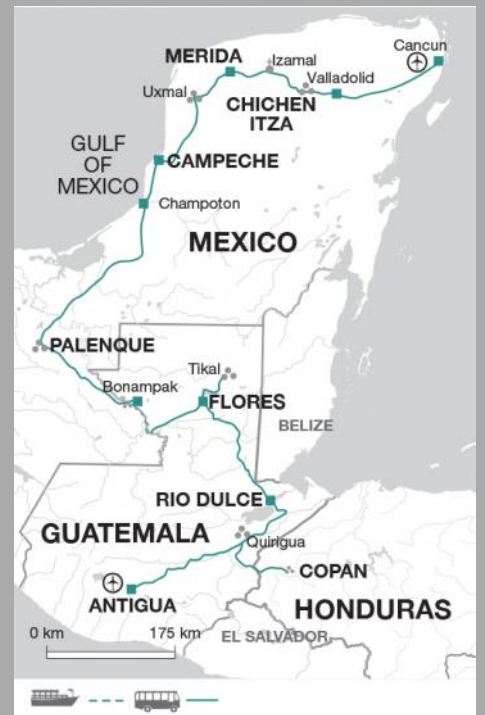 Cancun
Izamal
MERIDA
Valladolid
Uxmal
CHICHEN
ITZA
GULF
OF
MEXICO
CAMPECHE
Champoton
MEXICO
PALENQUE
Tikal
Bonampak
FLORES
BELIZE
RIO DULCE
GUATEMALA
Quirigua
COPAN
ANTIGUA
HONDURAS
EL SALVADOR
0 km 175 km